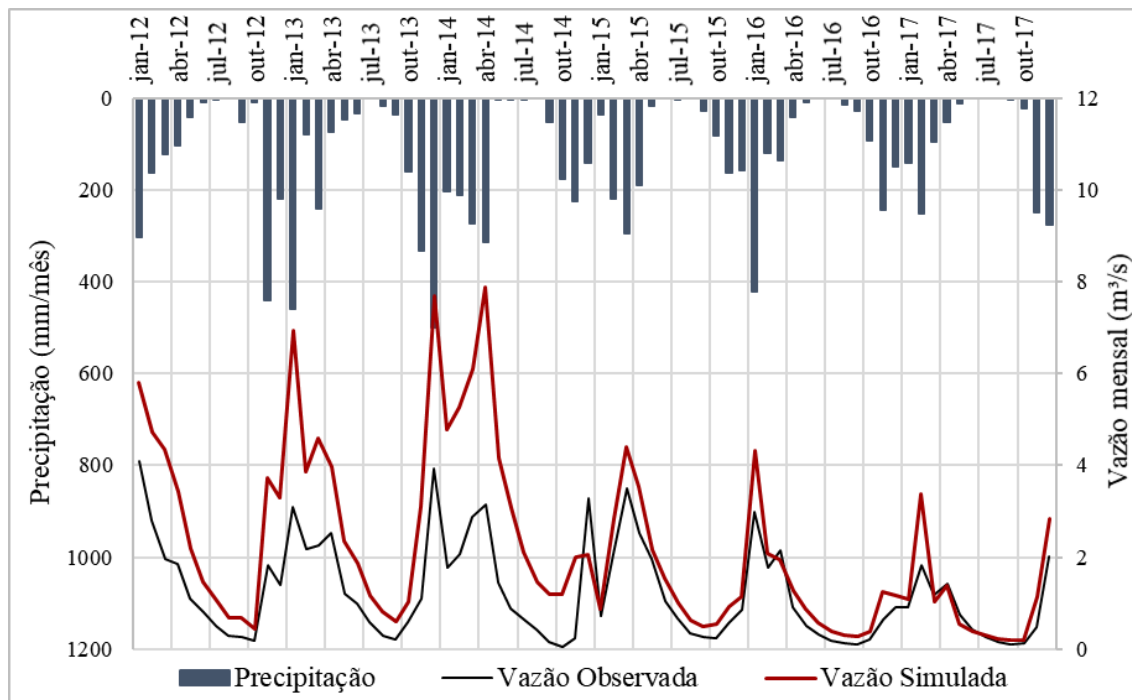 jan-12
abr-12
jul-12
out-12
jan-13
abr-13
jul-13
out-13
jan-14
abr-14
jul-14
out-14
jan-15
abr-15
jul-15
out-15
jan-16
abr-16
jul-16
out-16
jan-17
abr-17
jul-17
out-17
Precipitação (mm/mês)
0
200
400
600
800
1000
1200
12
10
8
6
4
2
0
Vazão mensal (m³/s)
Precipitação
Vazão Observada
Vazão Simulada